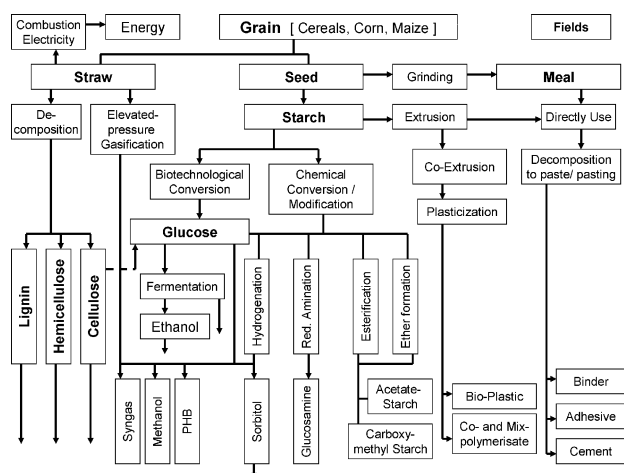 Combustion
Electricity
Energy
Grain [ Cereals, Corn, Maize ]
Fields
Straw
Seed
Grinding
Meal
De-
composition
Elevated-
pressure
Gasification
Starch
Extrusion
Directly Use
Biotechnological
Conversion
Chemical
Conversion /
Modification
Co-Extrusion
Decomposition
to paste/ pasting
Plasticization
Glucose
Lignin
Hemicellulose
Cellulose
Fermentation
Ethanol
Hydrogenation
Red. Amination
Esterification
Ether formation
Syngas
Methanol
PHB
Sorbitol
Glucosamine
Acetate-
Starch
Carboxy-
methyl Starch
Bio-Plastic
Co- and Mix-
polymerisate
Binder
Adhesive
Cement